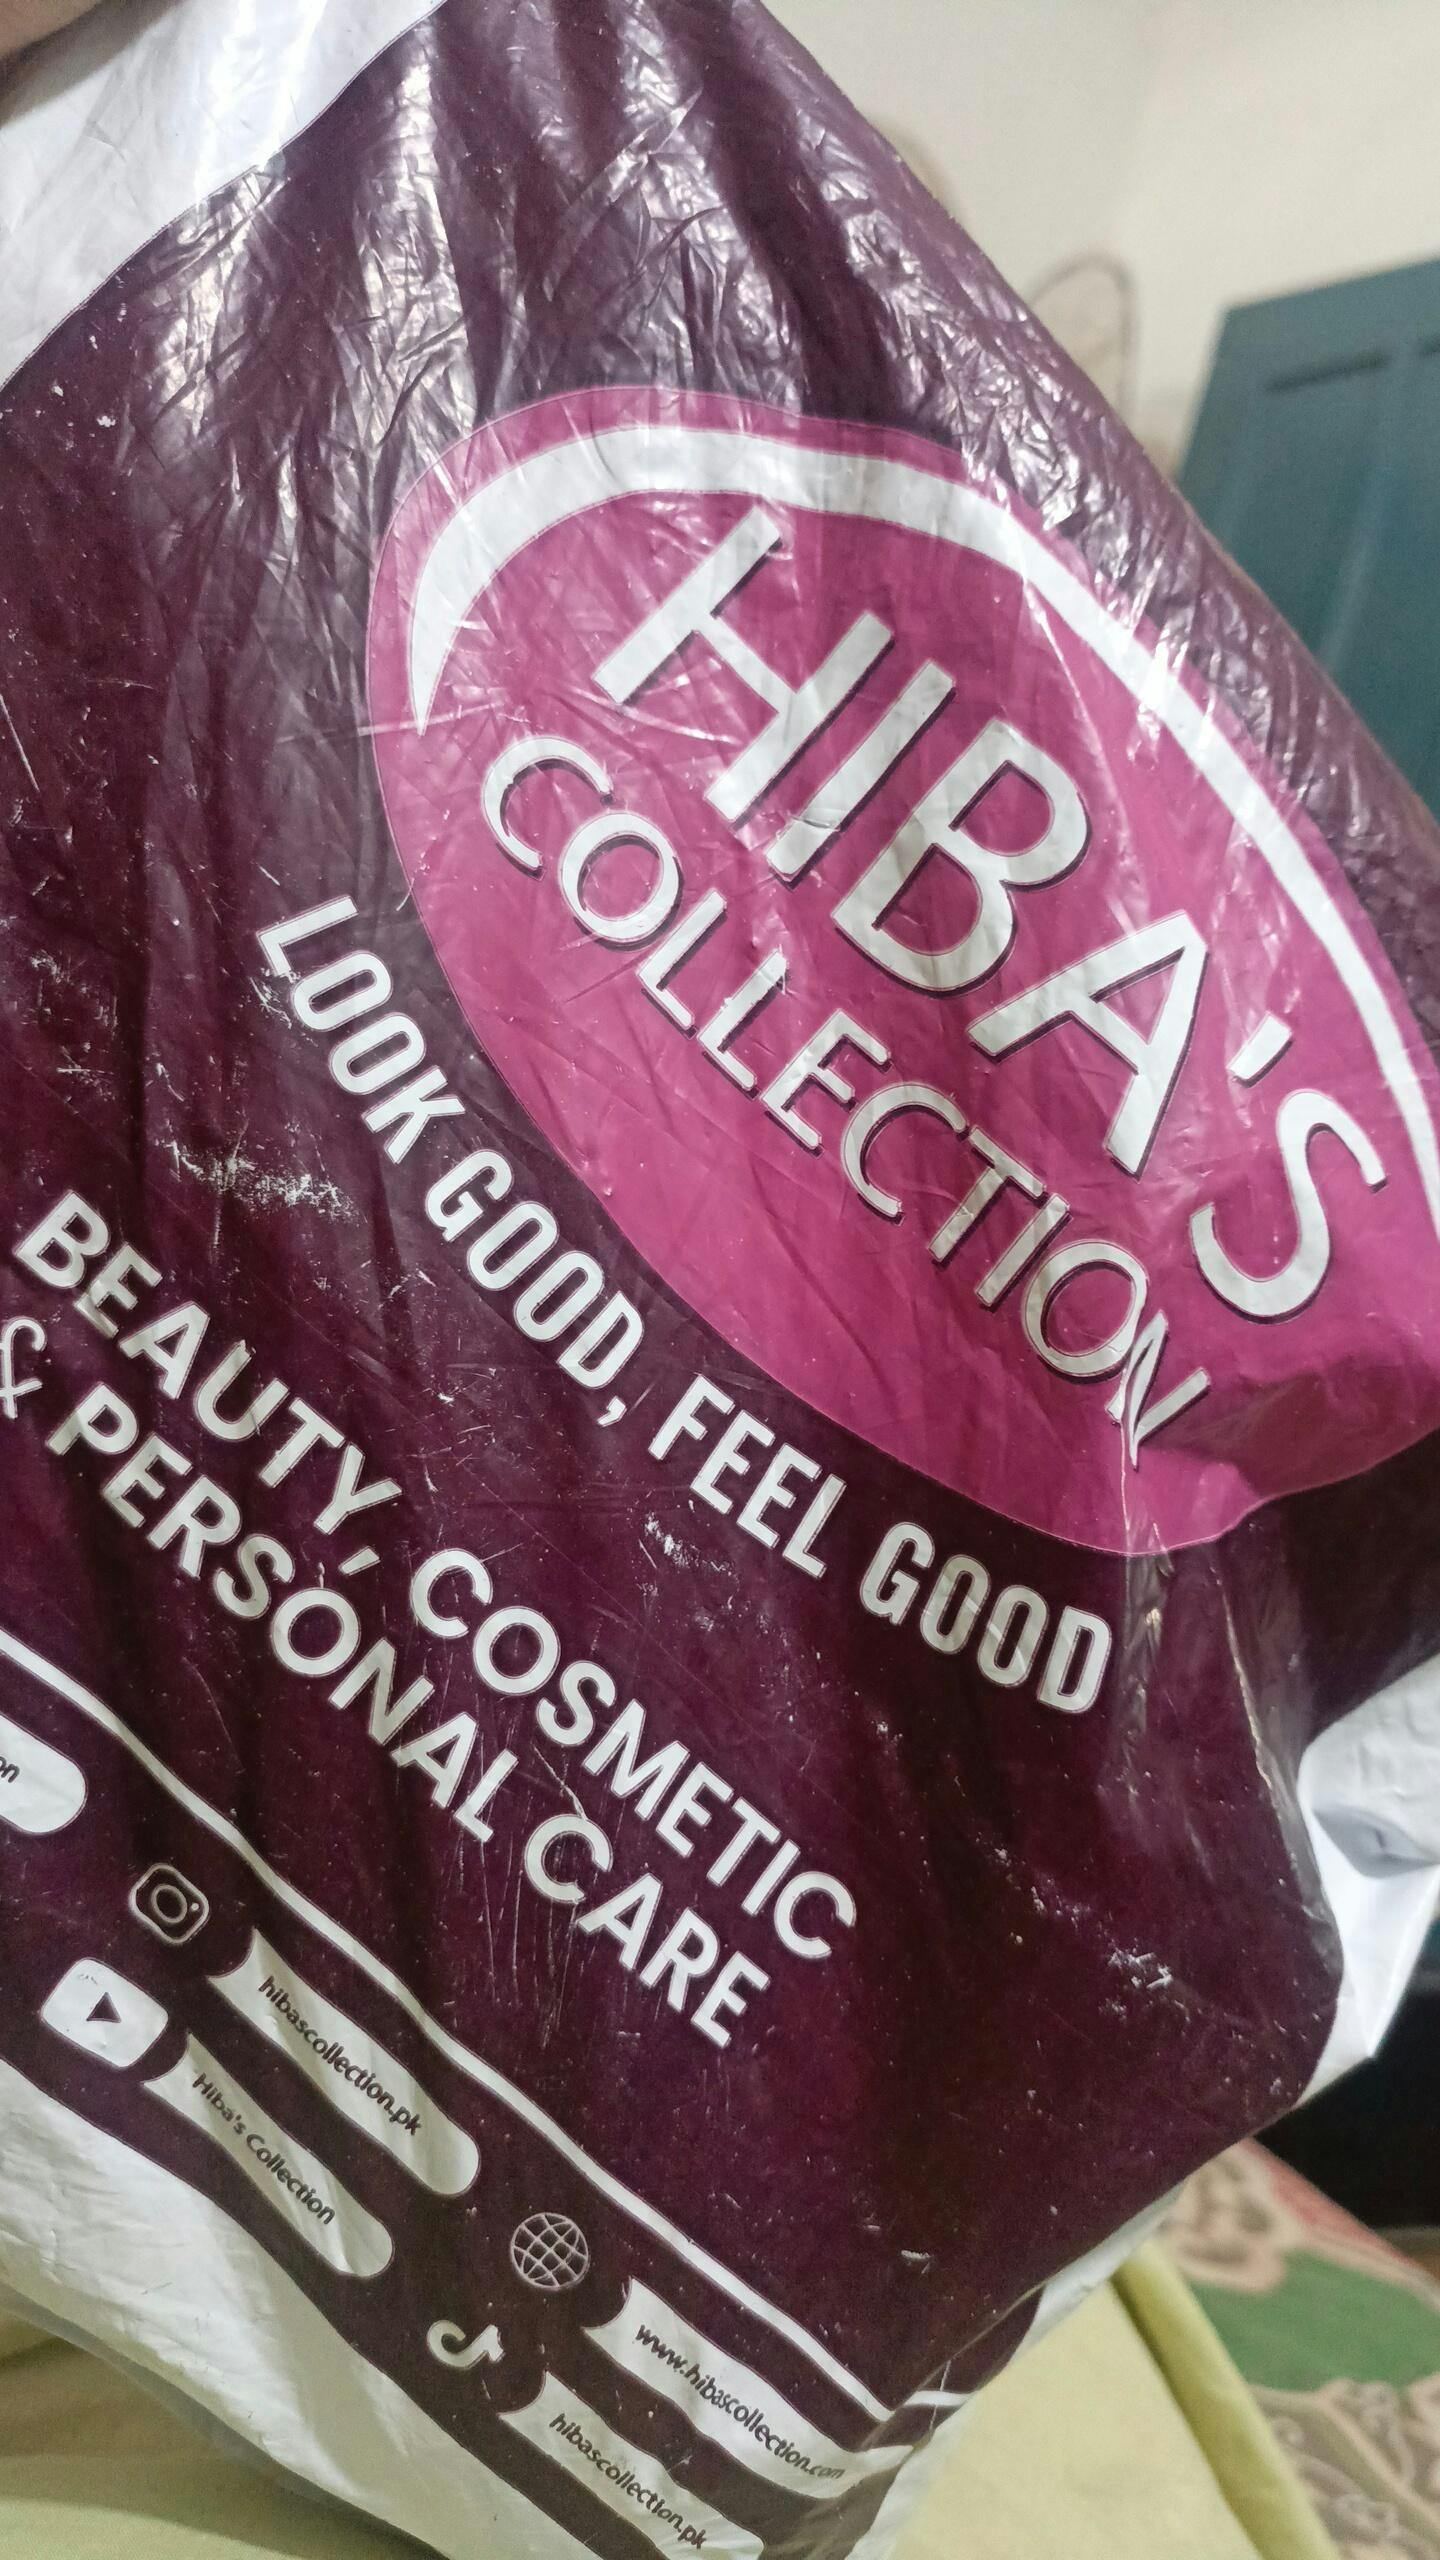 HIBA'S
COLLECTION
LOOK GOOD, FEEL GOOD
BEAUTY, COSMETIC
& PERSONAL CARE
on
hibascollection.pk
www.hibascollection.com
Hiba's Collection
hibascollection.pk